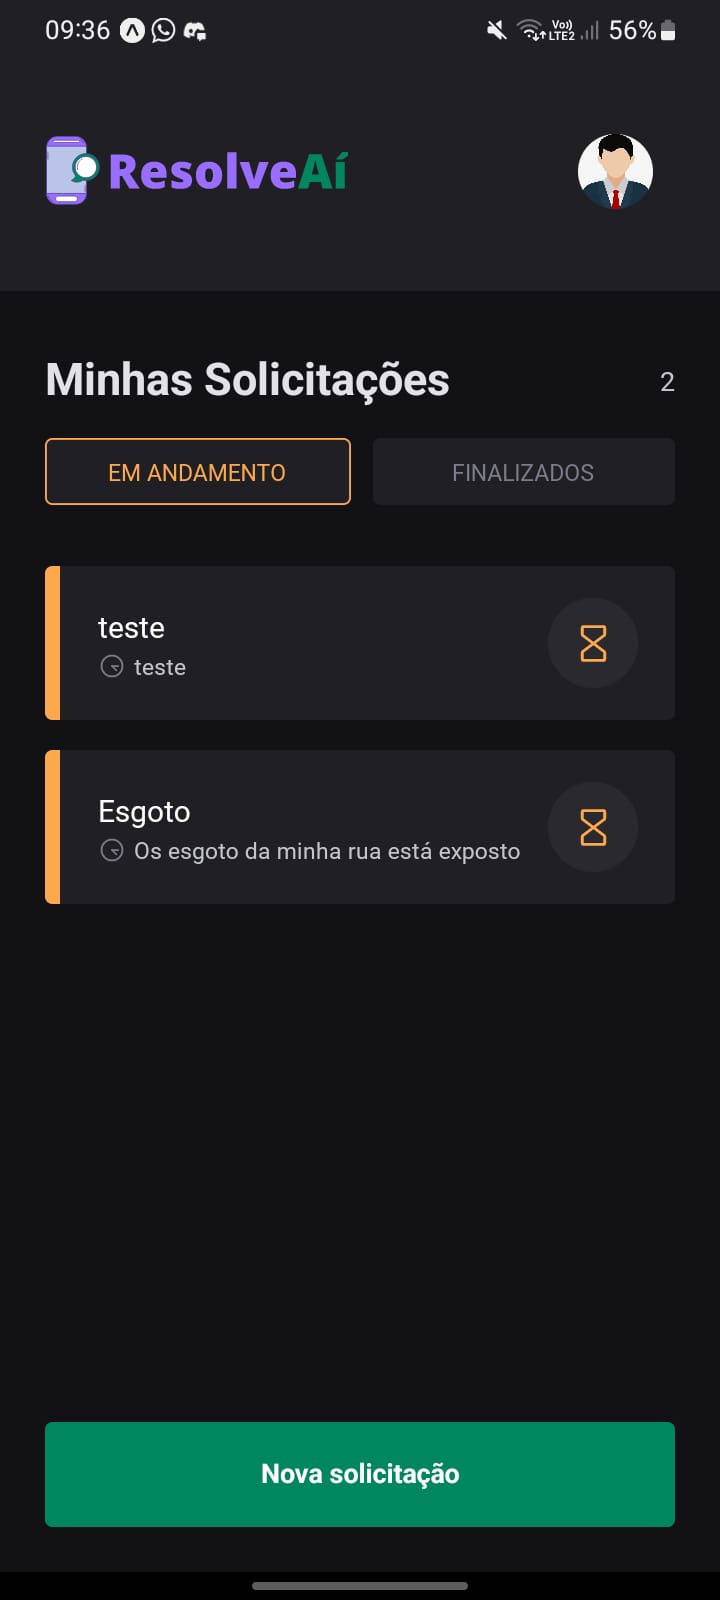 09:36
Vo)) LTE2 56%
ResolveAí
Minhas Solicitações 2
EM ANDAMENTO FINALIZADOS
teste
teste
Esgoto
Os esgoto da minha rua está exposto
Nova solicitação